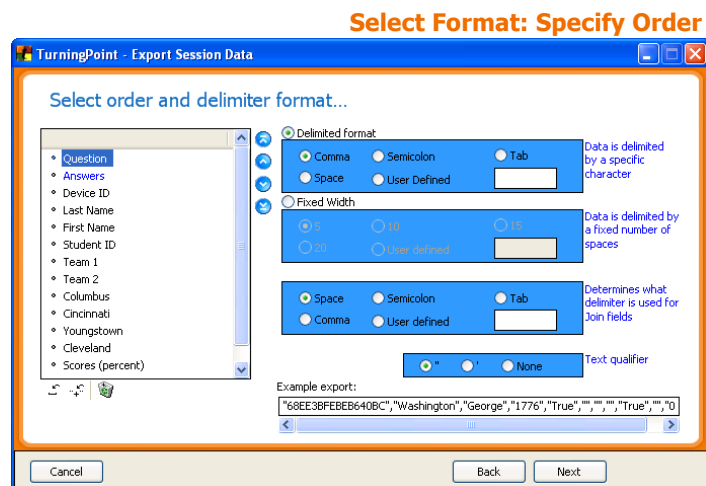 Select Format: Specify Order
TurningPoint - Export Session Data
Select order and delimiter format...
Question
Answers
Device ID
Last Name
First Name
Student ID
Team 1
Team 2
Columbus
Cincinnati
Youngstown
Cleveland
Scores (percent)
Delimited format
Comma Semicolon Tab
Space User Defined
Data is delimited
by a specific
character
Fixed Width
5 10 15
20 User defined
Data is delimited by
a fixed number of
spaces
Space Semicolon Tab
Comma User defined
Determines what
delimiter is used for
Join fields
" ' None
Text qualifier
Example export:
"68EE3BFEBEB640BC","Washington","George","1776","True","","","","True","","0
Cancel Back Next